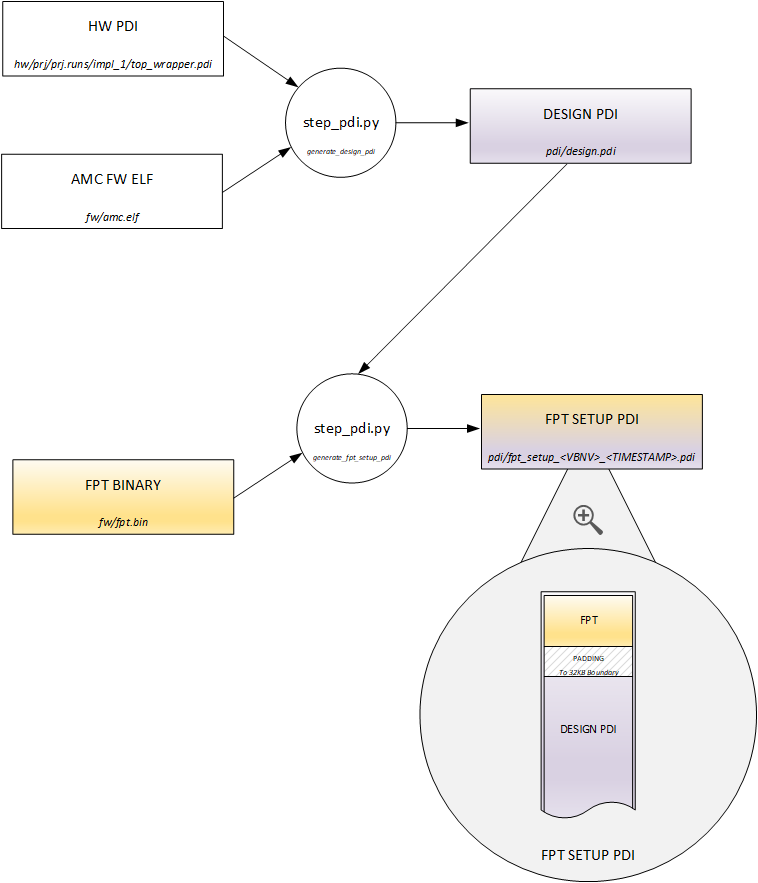 HW PDI
hw/prj/prj.runs/impl_1/top_wrapper.pdi
step_pdi.py
generate_design_pdi
DESIGN PDI
pdi/design.pdi
AMC FW ELF
fw/amc.elf
step_pdi.py
generate_fpt_setup_pdi
FPT SETUP PDI
pdi/fpt_setup_<VBNV>_<TIMESTAMP>.pdi
FPT BINARY
fw/fpt.bin
FPT
PADDING
To 32KB Boundary
DESIGN PDI
FPT SETUP PDI